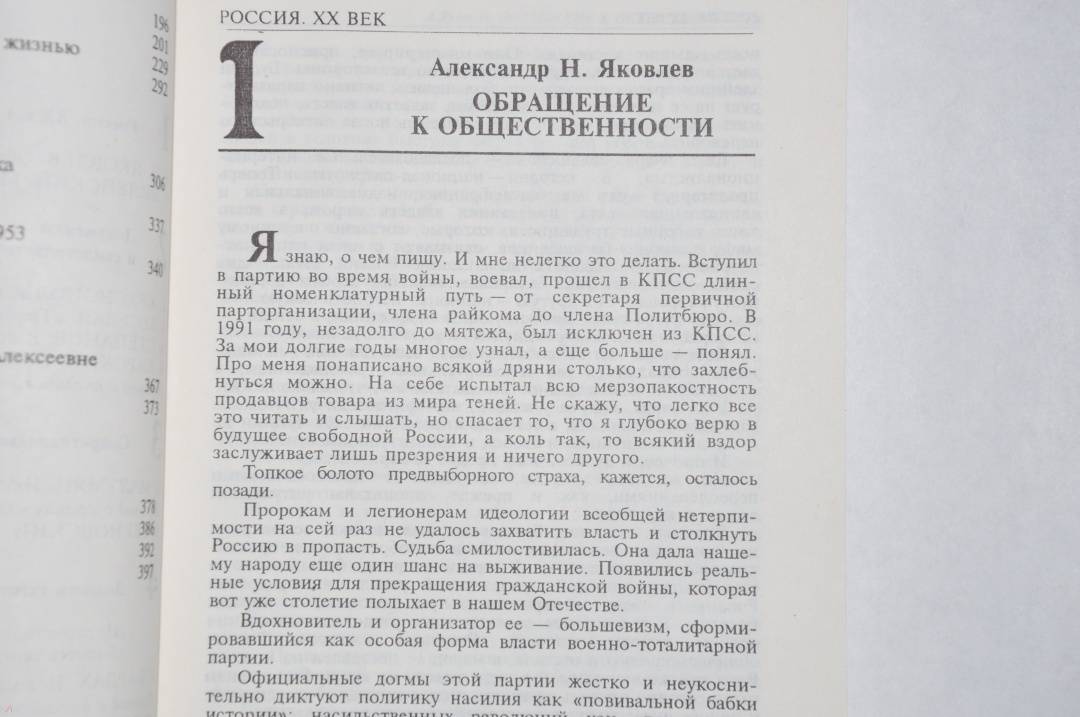 196
жизнью
201
229
292
306
337
953
340
Алексеевне
367
373
378
386
392
397
РОССИЯ. XX ВЕК
1
Александр Н. Яковлев
ОБРАЩЕНИЕ
К ОБЩЕСТВЕННОСТИ
Я знаю, о чем пишу. И мне нелегко это делать. Вступил
в партию во время войны, воевал, прошел в КПСС длин-
ный номенклатурный путь — от секретаря первичной
парторганизации, члена райкома до члена Политбюро. В
1991 году, незадолго до мятежа, был исключен из КПСС.
За мои долгие годы многое узнал, а еще больше — понял.
Про меня понаписано всякой дряни столько, что захлеб-
нуться можно. На себе испытал всю мерзопакостность
продавцов товара из мира теней. Не скажу, что легко все
это читать и слышать, но спасает то, что я глубоко верю в
будущее свободной России, а коль так, то всякий вздор
заслуживает лишь презрения и ничего другого.
Топкое болото предвыборного страха, кажется, осталось
позади.
Пророкам и легионерам идеологии всеобщей нетерпи-
мости на сей раз не удалось захватить власть и столкнуть
Россию в пропасть. Судьба смилостивилась. Она дала наше-
му народу еще один шанс на выживание. Появились реаль-
ные условия для прекращения гражданской войны, которая
вот уже столетие полыхает в нашем Отечестве.
Вдохновитель и организатор ее — большевизм, сформи-
ровавшийся как особая форма власти военно-тоталитарной
партии.
Официальные догмы этой партии жестко и неукосни-
тельно диктуют политику насилия как «повивальной бабки
истории»: насильственных революций как